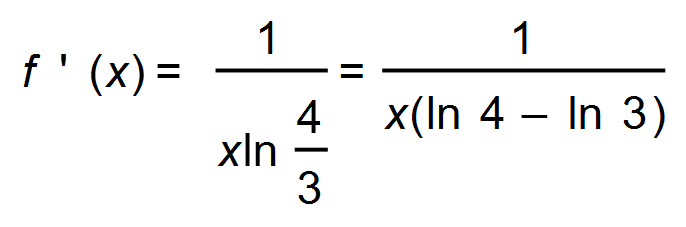 f ' (x) = 1 / (x ln 4/3) = 1 / (x(ln 4 – ln 3))